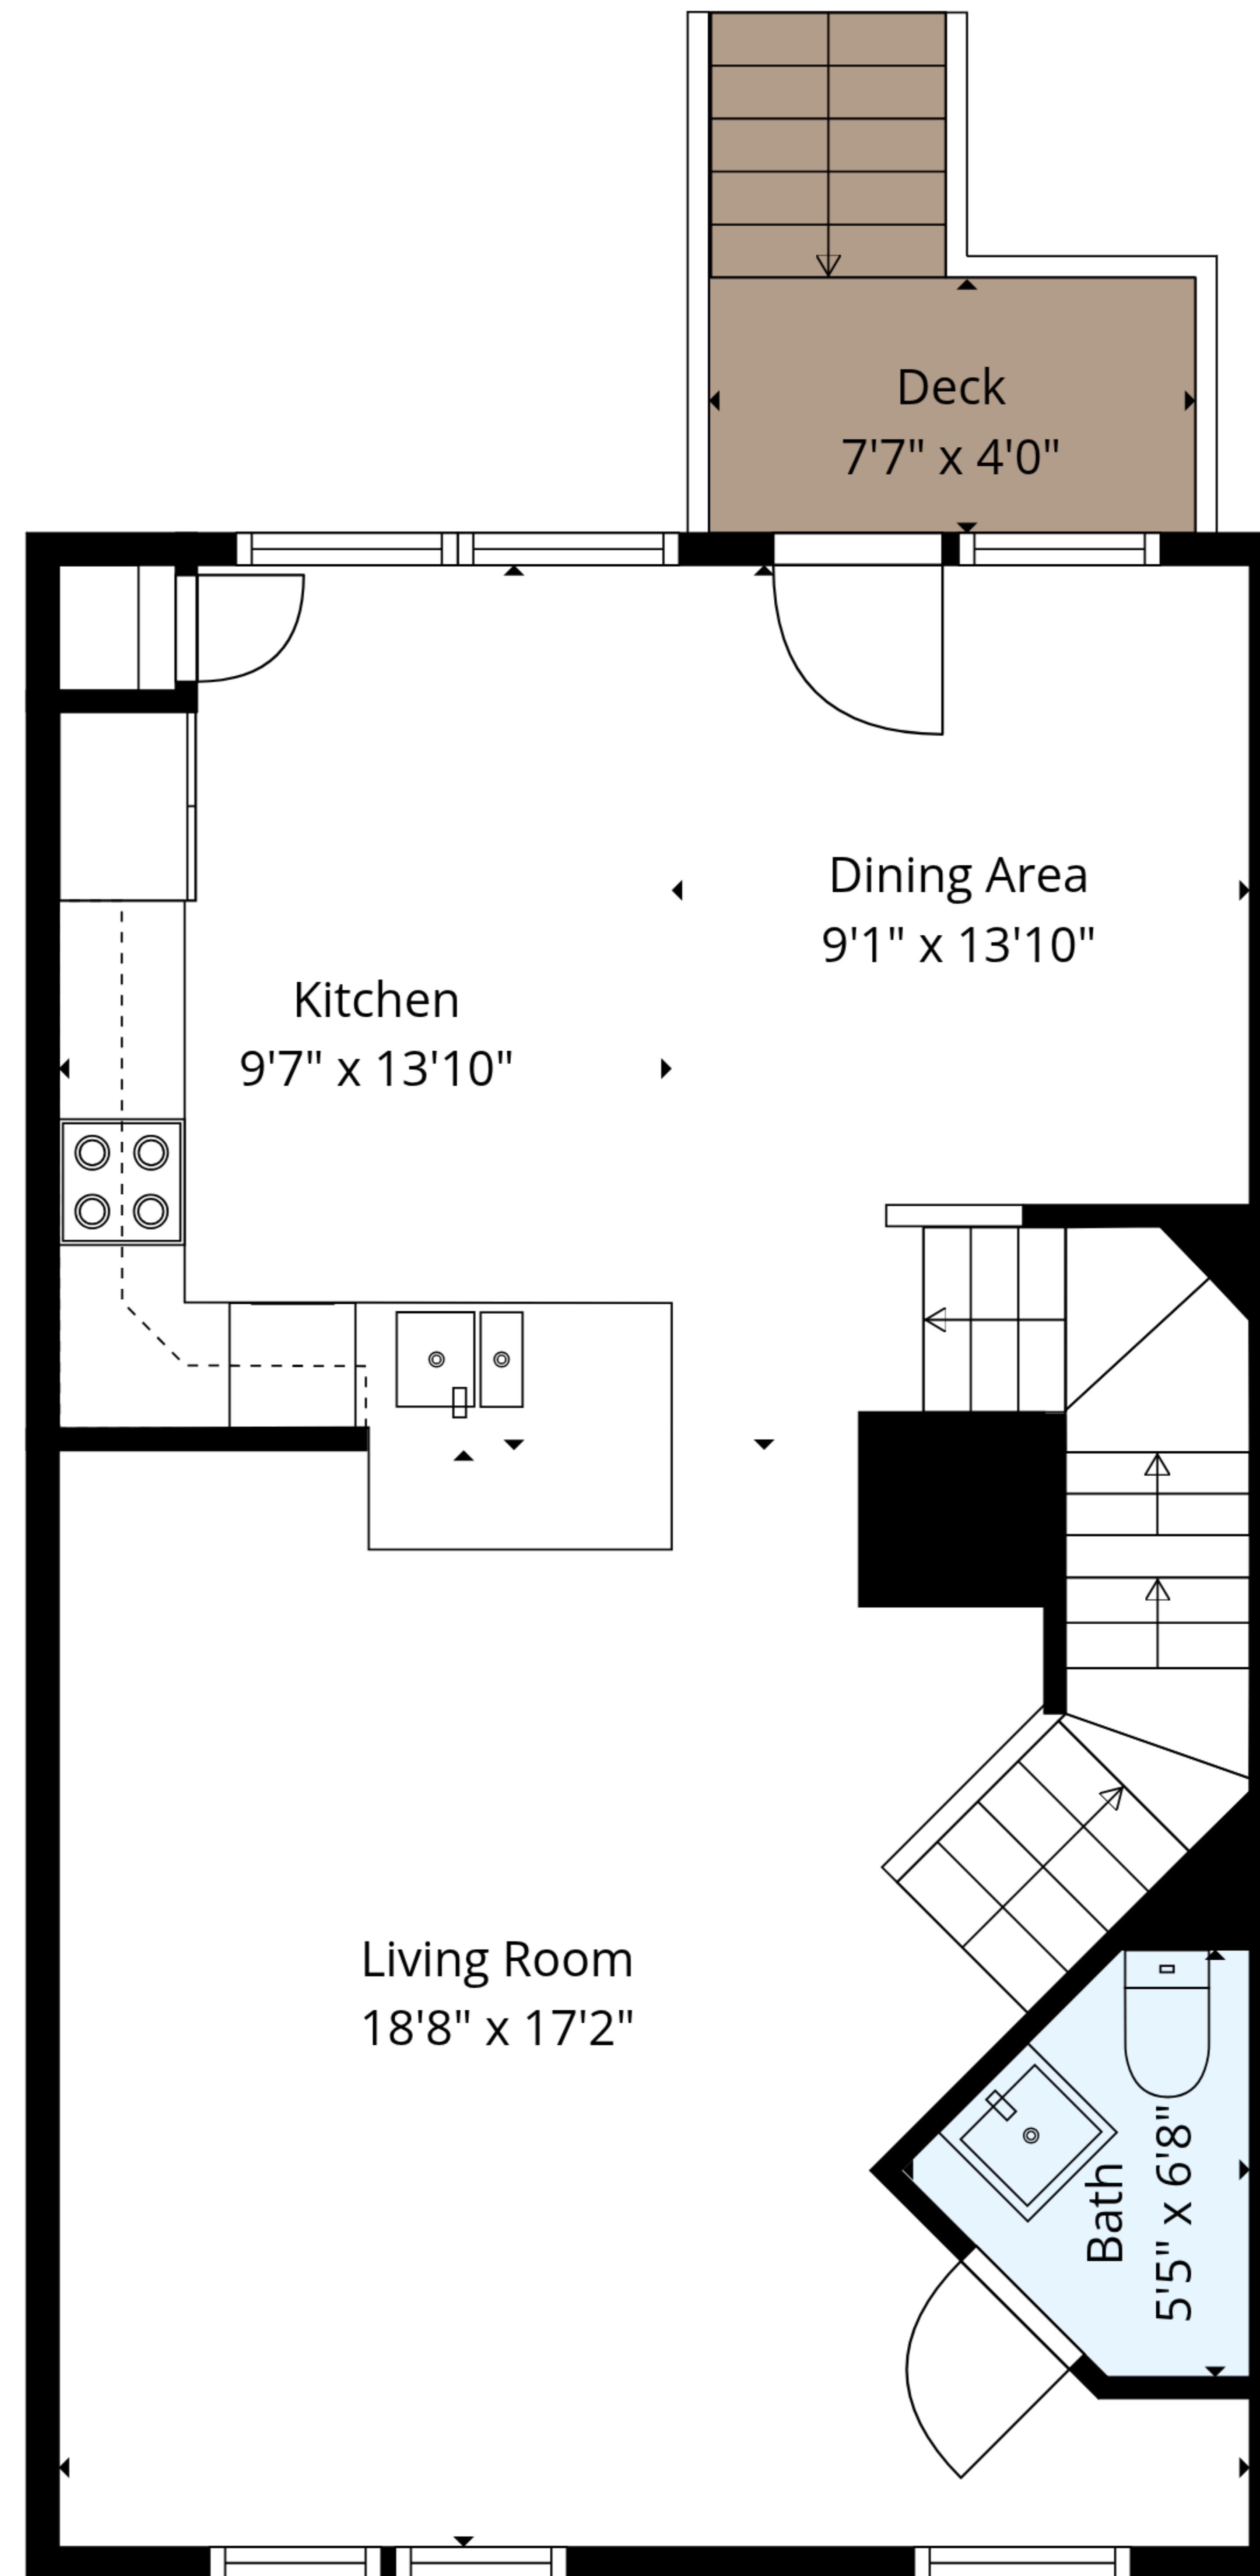 Deck
7'7" x 4'0"
Dining Area
9'1" x 13'10"
Kitchen
9'7" x 13'10"
Living Room
18'8" x 17'2"
Bath
5'5" x 6'8"